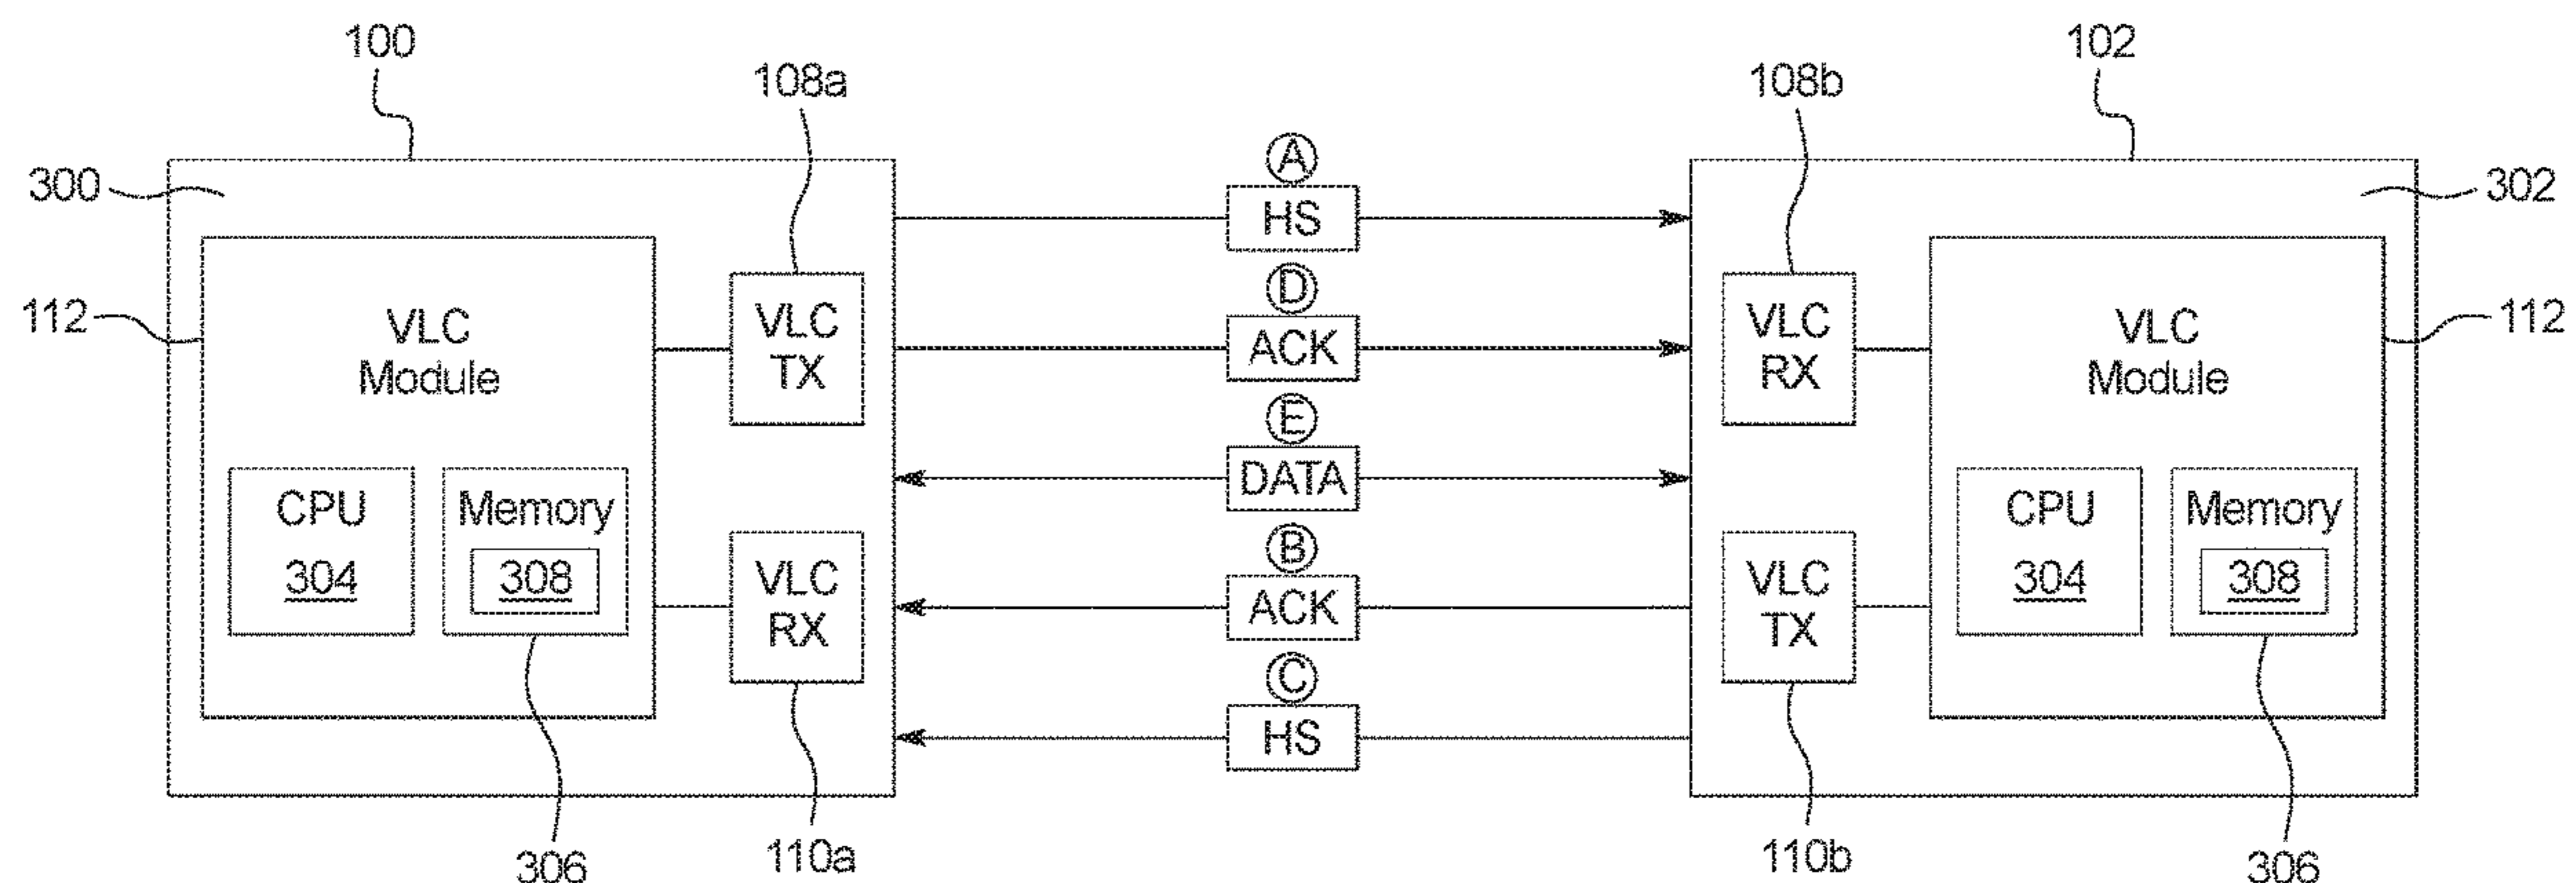 100
102
108a
108b
300
302
A
HS
D
ACK
E
DATA
B
ACK
C
HS
112
VLC
Module
VLC
TX
CPU
304
Memory
308
VLC
RX
306
110a
VLC
RX
VLC
Module
112
VLC
TX
CPU
304
Memory
308
110b
306